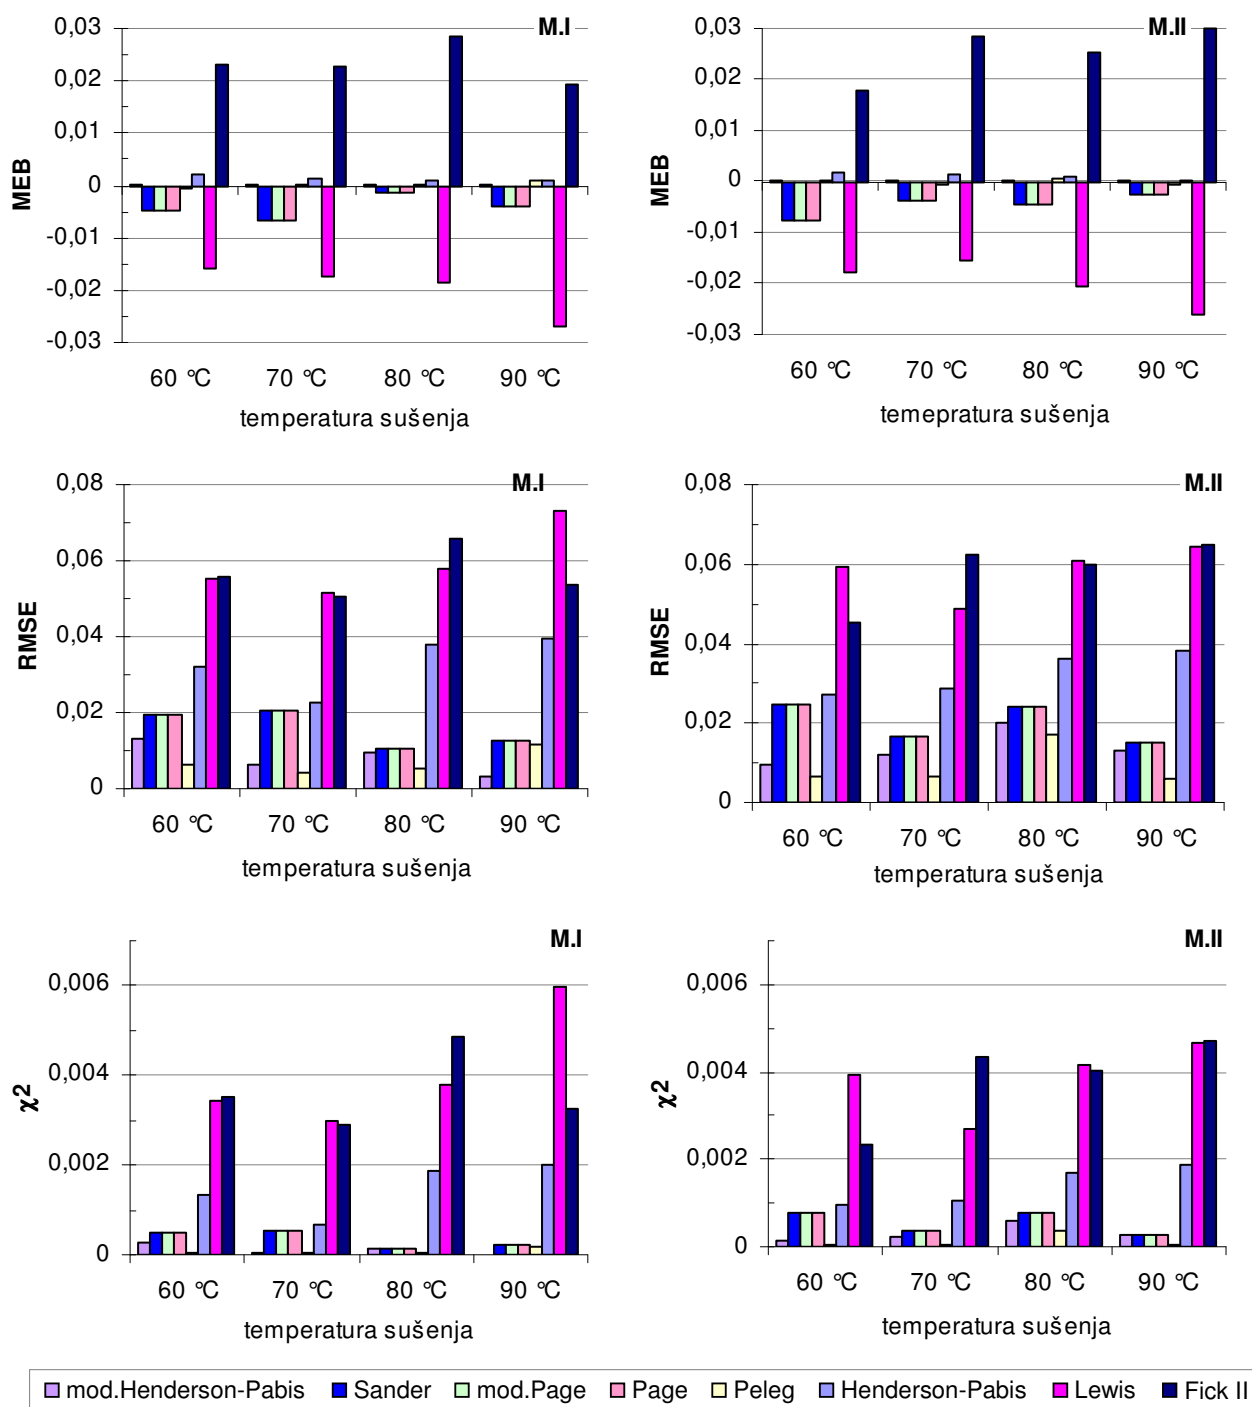 M.I
0,03
0,02
0,01
0
-0,01
-0,02
-0,03
MEB
60 °C 70 °C 80 °C 90 °C
temperatura sušenja
M.II
0,03
0,02
0,01
0
-0,01
-0,02
-0,03
MEB
60 °C 70 °C 80 °C 90 °C
temepratura sušenja
M.I
0,08
0,06
0,04
0,02
0
RMSE
60 °C 70 °C 80 °C 90 °C
temperatura sušenja
M.II
0,08
0,06
0,04
0,02
0
RMSE
60 °C 70 °C 80 °C 90 °C
temperatura sušenja
M.I
0,006
0,004
0,002
0
χ2
60 °C 70 °C 80 °C 90 °C
temperatura sušenja
M.II
0,006
0,004
0,002
0
χ2
60 °C 70 °C 80 °C 90 °C
temperatura sušenja
mod.Henderson-Pabis Sander mod.Page Page Peleg Henderson-Pabis Lewis Fick II